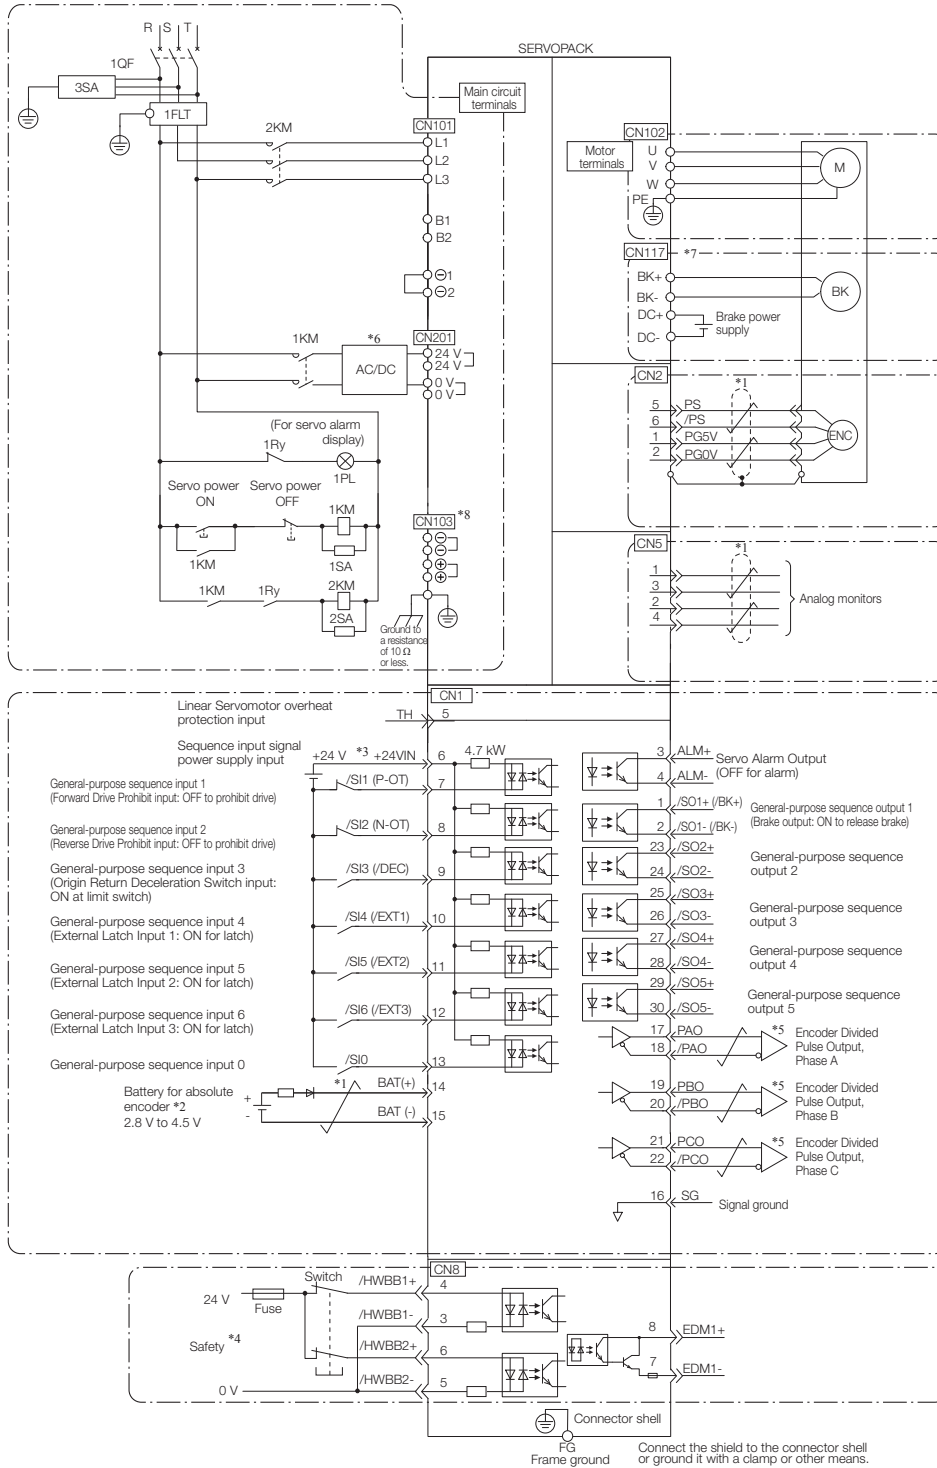 R S T
SERVOPACK
1QF
3SA
1FLT
2KM
Main circuit
terminals
CN101
L1
L2
L3
B1
B2
⊖1
⊖2
1KM
*6
AC/DC
CN201
24 V
24 V
0 V
0 V
(For servo alarm
display)
1Ry
1PL
Servo power
ON
Servo power
OFF
1KM
1KM
1SA
1KM
1Ry
2KM
2SA
CN103
*8
⊖
⊖
⊕
⊕
Ground to
a resistance
of 10 Ω
or less.
CN102
Motor
terminals
U
V
W
PE
M
CN117
*7
BK+
BK-
DC+
DC-
BK
Brake power
supply
CN2
*1
5 PS
6 /PS
1 PG5V
2 PG0V
ENC
CN5
*1
1
3
2
4
Analog monitors
CN1
Linear Servomotor overheat
protection input
TH 5
Sequence input signal
power supply input
+24 V *3 +24VIN 6
4.7 kW
General-purpose sequence input 1
(Forward Drive Prohibit input: OFF to prohibit drive)
/SI1 (P-OT) 7
General-purpose sequence input 2
(Reverse Drive Prohibit input: OFF to prohibit drive)
/SI2 (N-OT) 8
General-purpose sequence input 3
(Origin Return Deceleration Switch input:
ON at limit switch)
/SI3 (/DEC) 9
General-purpose sequence input 4
(External Latch Input 1: ON for latch)
/SI4 (/EXT1) 10
General-purpose sequence input 5
(External Latch Input 2: ON for latch)
/SI5 (/EXT2) 11
General-purpose sequence input 6
(External Latch Input 3: ON for latch)
/SI6 (/EXT3) 12
General-purpose sequence input 0
/SI0 13
Battery for absolute
encoder *2
2.8 V to 4.5 V
+
-
*1
BAT(+) 14
BAT (-) 15
3 ALM+
4 ALM-
Servo Alarm Output
(OFF for alarm)
1 /SO1+ (/BK+)
2 /SO1- (/BK-)
General-purpose sequence output 1
(Brake output: ON to release brake)
23 /SO2+
24 /SO2-
General-purpose sequence
output 2
25 /SO3+
26 /SO3-
General-purpose sequence
output 3
27 /SO4+
28 /SO4-
General-purpose sequence
output 4
29 /SO5+
30 /SO5-
General-purpose sequence
output 5
17 PAO
18 /PAO
*5
Encoder Divided
Pulse Output,
Phase A
19 PBO
20 /PBO
*5
Encoder Divided
Pulse Output,
Phase B
21 PCO
22 /PCO
*5
Encoder Divided
Pulse Output,
Phase C
16 SG
Signal ground
CN8
24 V
Fuse
Switch
/HWBB1+ 4
/HWBB1- 3
Safety *4
/HWBB2+ 6
0 V
/HWBB2- 5
8 EDM1+
7 EDM1-
Connector shell
FG
Frame ground
Connect the shield to the connector shell
or ground it with a clamp or other means.